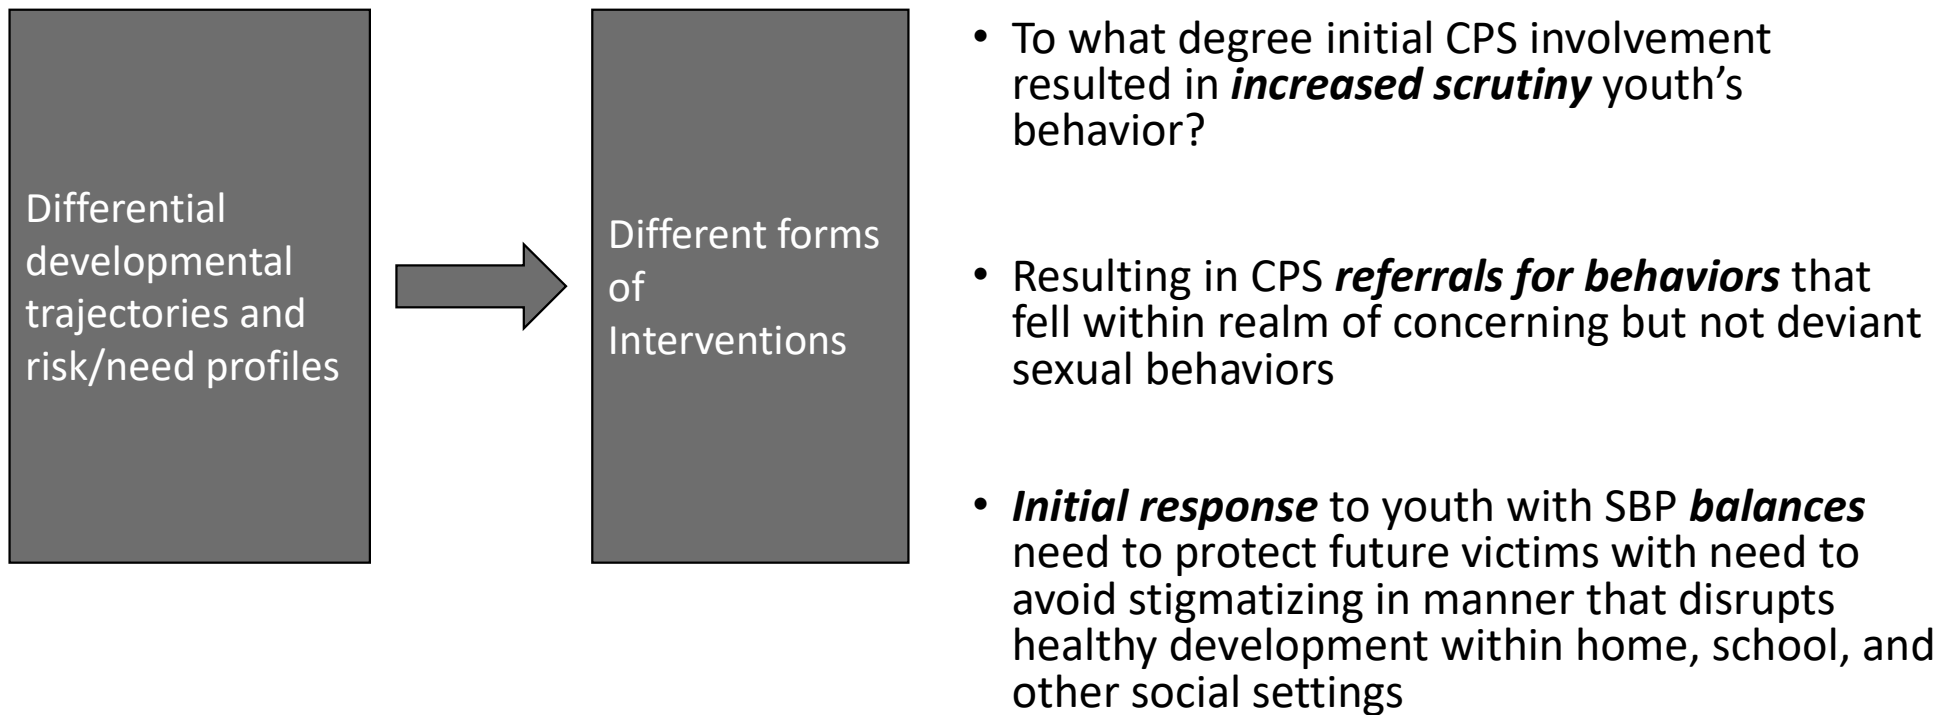 Differential
developmental
trajectories and
risk/need profiles
Different forms
of
Interventions
• To what degree initial CPS involvement
resulted in increased scrutiny youth’s
behavior?
• Resulting in CPS referrals for behaviors that
fell within realm of concerning but not deviant
sexual behaviors
• Initial response to youth with SBP balances
need to protect future victims with need to
avoid stigmatizing in manner that disrupts
healthy development within home, school, and
other social settings